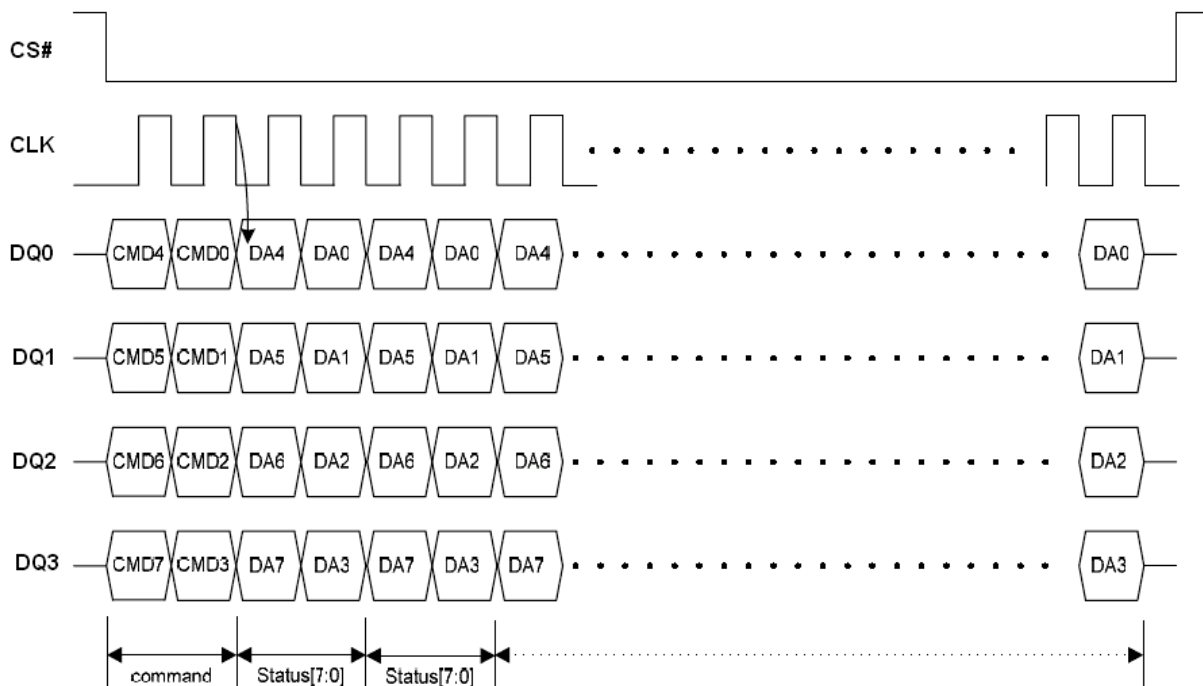 CS#
CLK
DQ0 CMD4 CMD0 DA4 DA0 DA4 DA0 DA4 DA0
DQ1 CMD5 CMD1 DA5 DA1 DA5 DA1 DA5 DA1
DQ2 CMD6 CMD2 DA6 DA2 DA6 DA2 DA6 DA2
DQ3 CMD7 CMD3 DA7 DA3 DA7 DA3 DA7 DA3
command Status[7:0] Status[7:0]